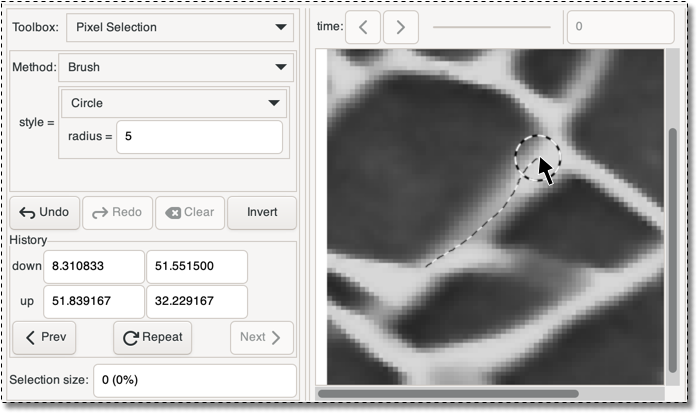 Toolbox: Pixel Selection
Method: Brush
style =
Circle
radius = 5
Undo Redo Clear Invert
History
down 8.310833 51.551500
up 51.839167 32.229167
Prev Repeat Next
Selection size: 0 (0%)
time: 0